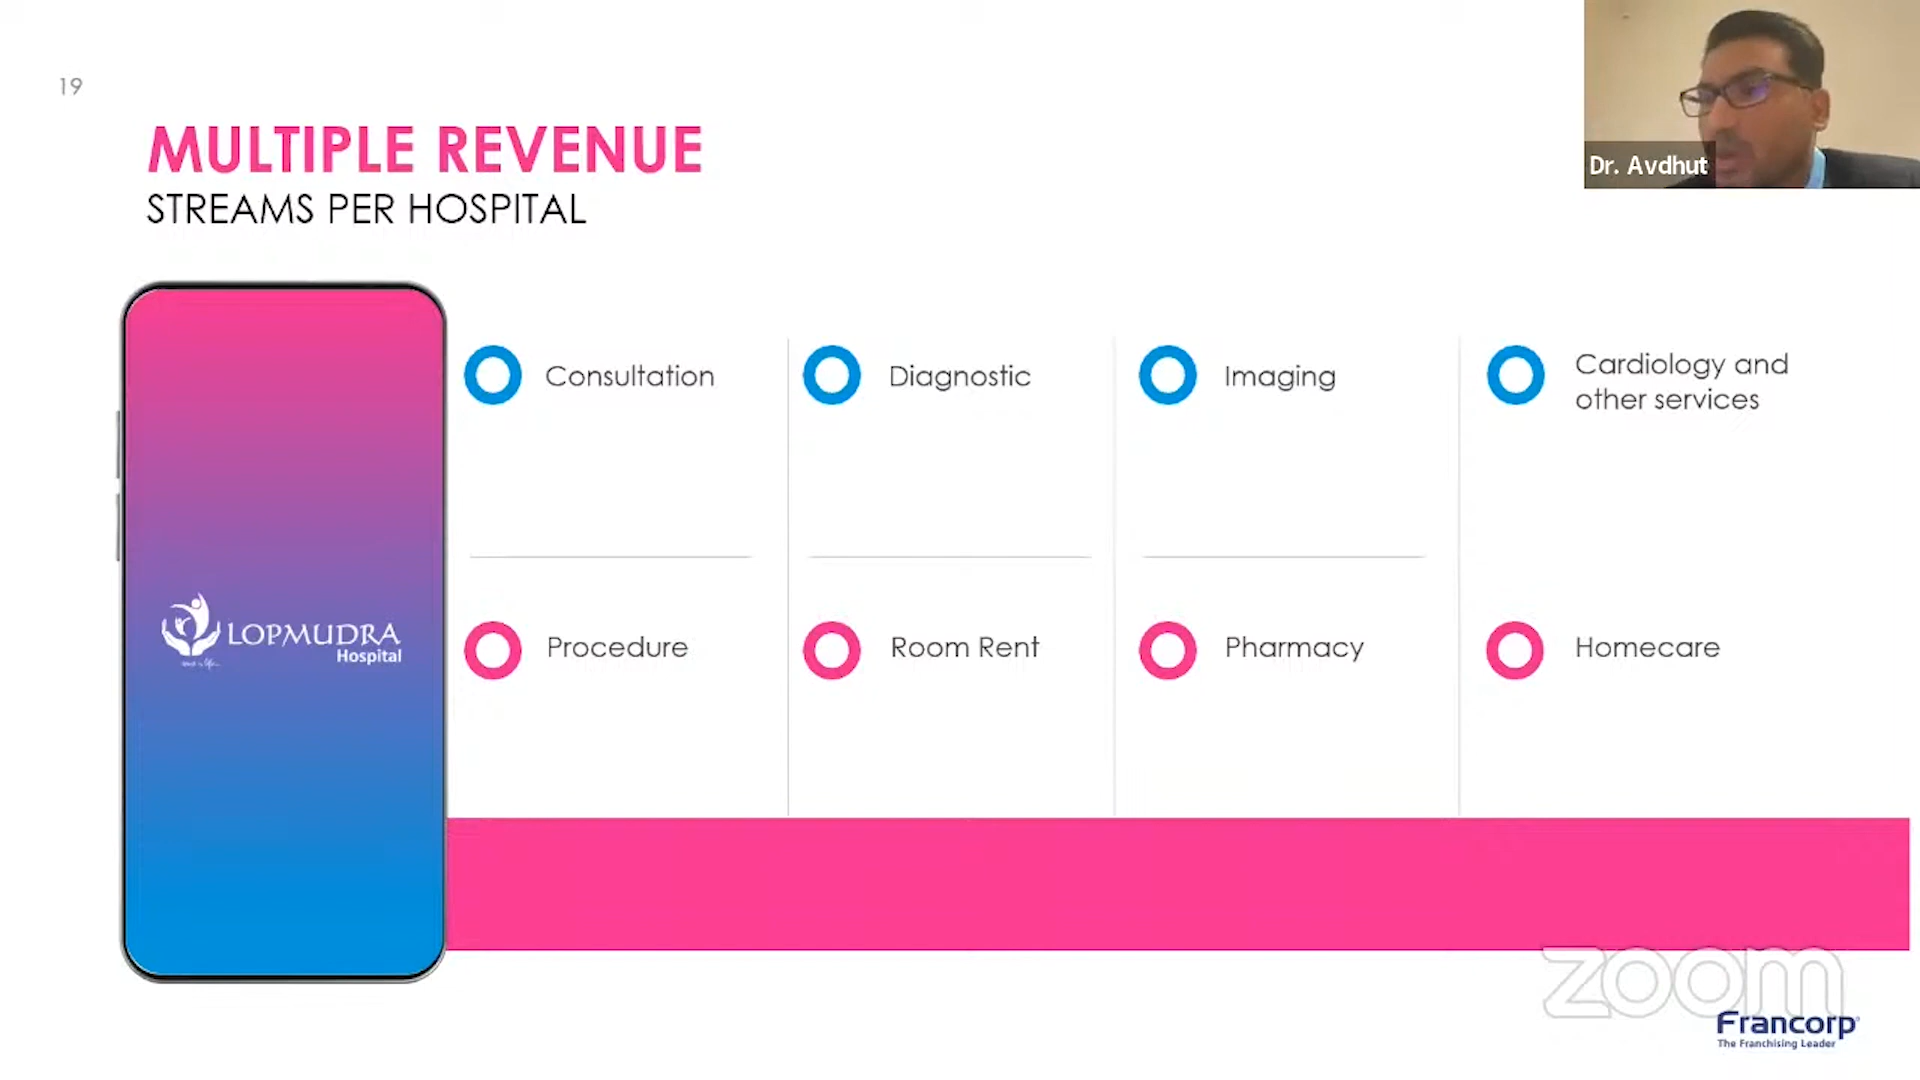 19
MULTIPLE REVENUE
STREAMS PER HOSPITAL
Dr. Avdhut
Consultation
Diagnostic
Imaging
Cardiology and
other services
LOPMUDRA
Hospital
Procedure
Room Rent
Pharmacy
Homecare
zoom
Francorp
The Franchising Leader